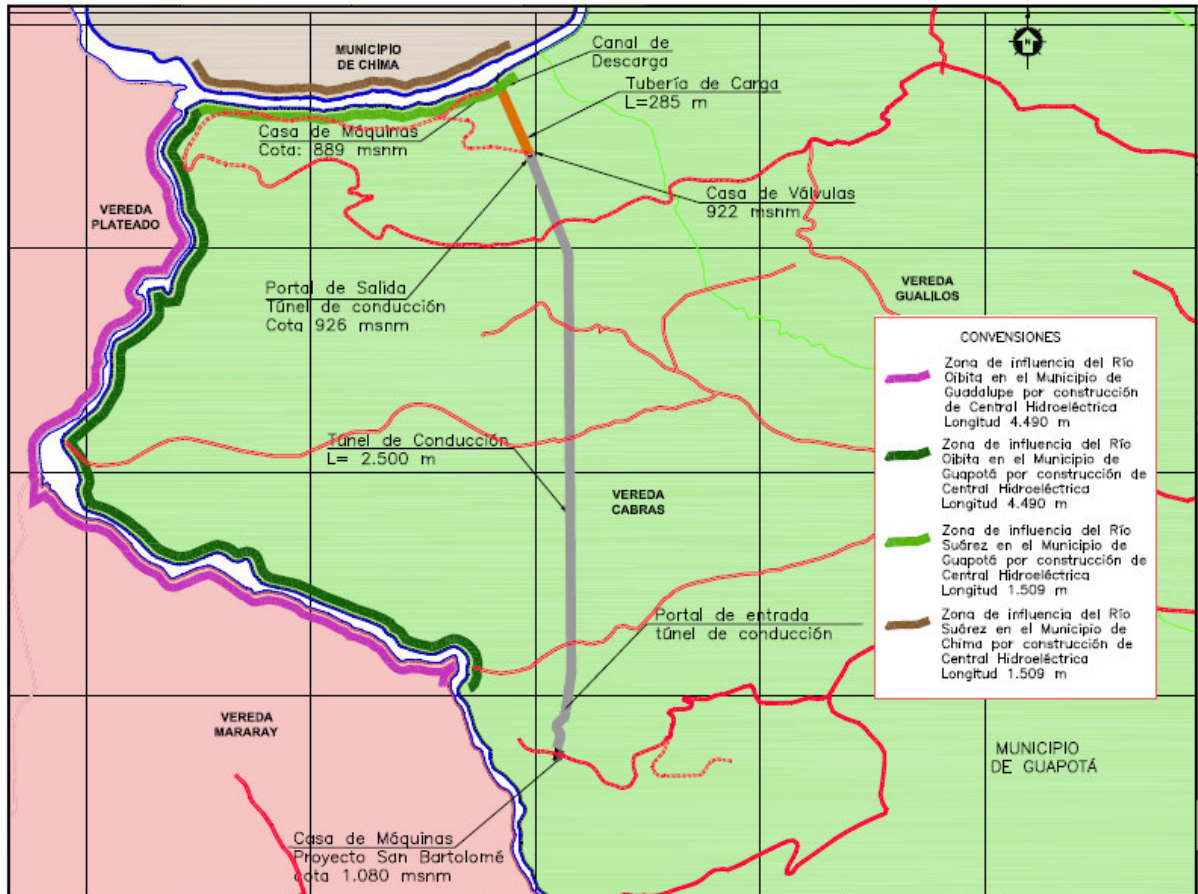 MUNICIPIO
DE CHIMA
Canal de
Descarga
N
Tubería de Carga
L=285 m
Casa de Máquinas
Cota: 889 msnm
Casa de Válvulas
922 msnm
VEREDA
PLATEADO
Portal de Salida
Túnel de conducción
Cota 926 msnm
VEREDA
GUALILOS
Túnel de Conducción
L= 2.500 m
VEREDA
CABRAS
Portal de entrada
túnel de conducción
VEREDA
MARARAY
MUNICIPIO
DE GUAPOTÁ
Casa de Máquinas
Proyecto San Bartolomé
cota 1.080 msnm
CONVENSIONES
Zona de influencia del Río
Oibita en el Municipio de
Guadalupe por construcción
de Central Hidroeléctrica
Longitud 4.490 m
Zona de influencia del Río
Oibita en el Municipio de
Guapotá por construcción de
Central Hidroeléctrica
Longitud 4.490 m
Zona de influencia del Río
Suárez en el Municipio de
Guapotá por construcción de
Central Hidroeléctrica
Longitud 1.509 m
Zona de influencia del Río
Suárez en el Municipio de
Chima por construcción de
Central Hidroeléctrica
Longitud 1.509 m